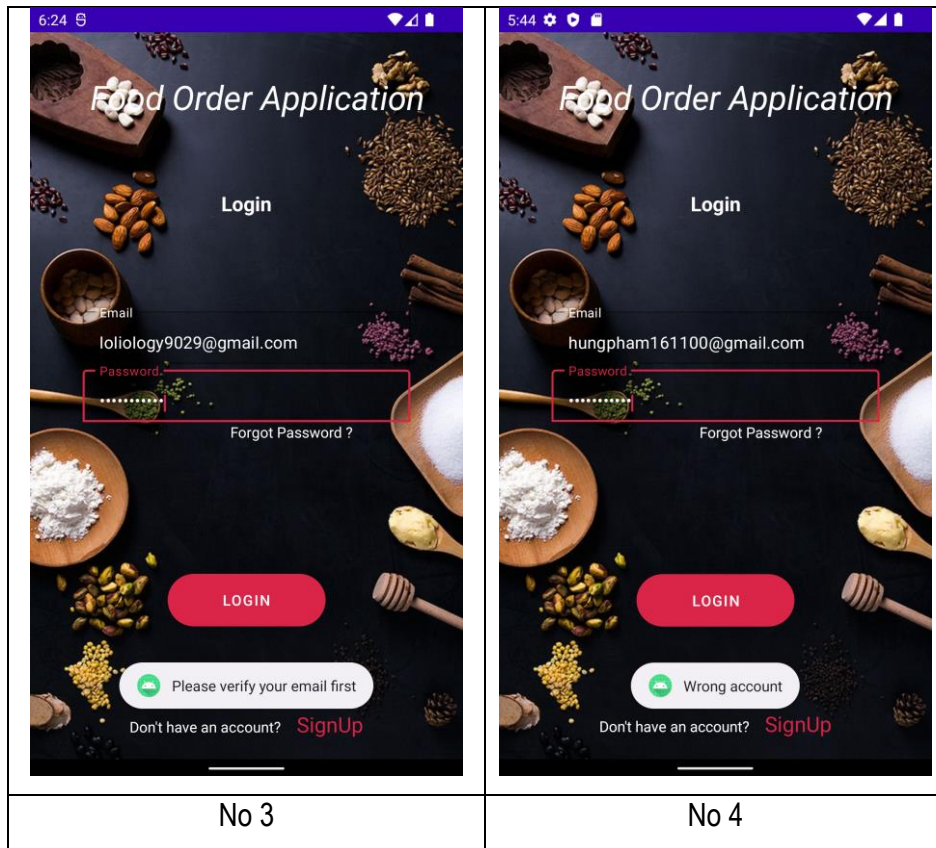 6:24
Food Order Application
Login
Email
loliology9029@gmail.com
Password
Forgot Password ?
LOGIN
Please verify your email first
Don't have an account? SignUp
No 3
5:44
Food Order Application
Login
Email
hungpham161100@gmail.com
Password
Forgot Password ?
LOGIN
Wrong account
Don't have an account? SignUp
No 4